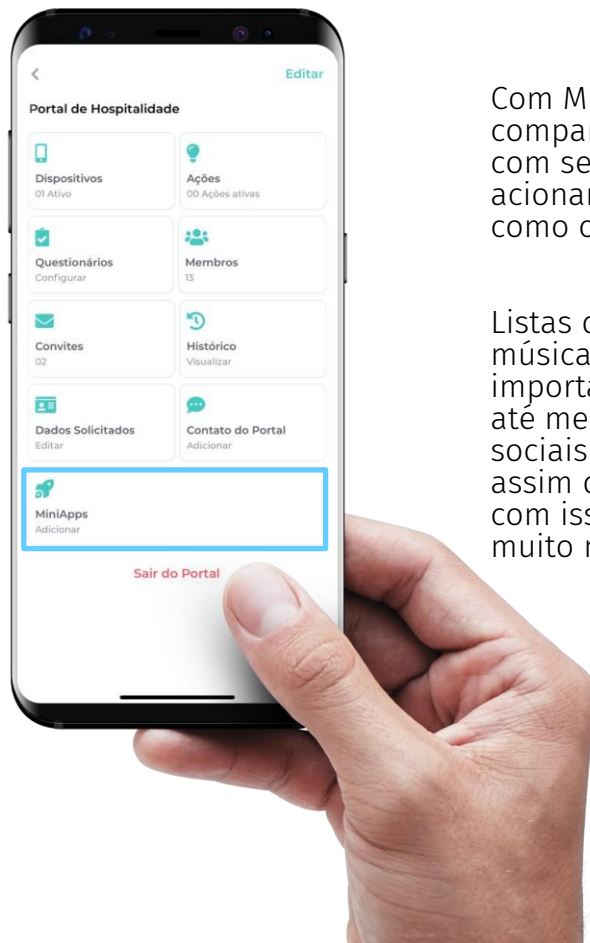 Editar
Portal de Hospitalidade
Dispositivos
01 Ativo
Ações
00 Ações ativas
Questionários
Configurar
Membros
13
Convites
02
Histórico
Visualizar
Dados Solicitados
Editar
Contato do Portal
Adicionar
MiniApps
Adicionar
Sair do Portal
Com M
compar
com se
acionar
como o
Listas d
música
importa
até me
sociais
assim o
com iss
muito r